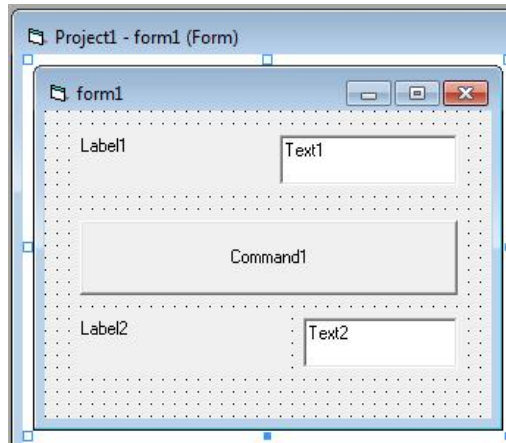 Project1 - form1 (Form)
form1
Label1
Text1
Command1
Label2
Text2